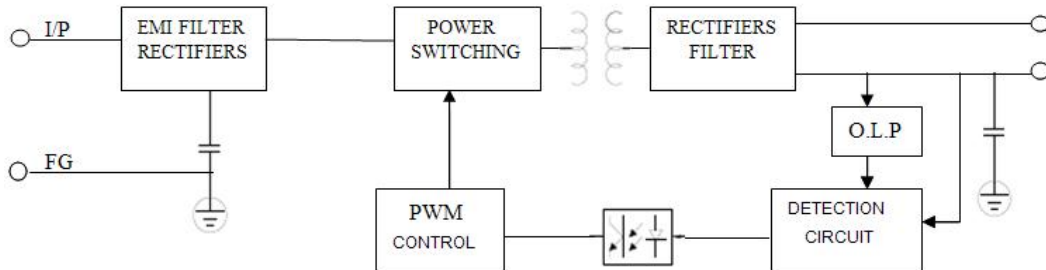 I/P
EMI FILTER
RECTIFIERS
POWER
SWITCHING
RECTIFIERS
FILTER
O.L.P
FG
PWM
CONTROL
DETECTION
CIRCUIT